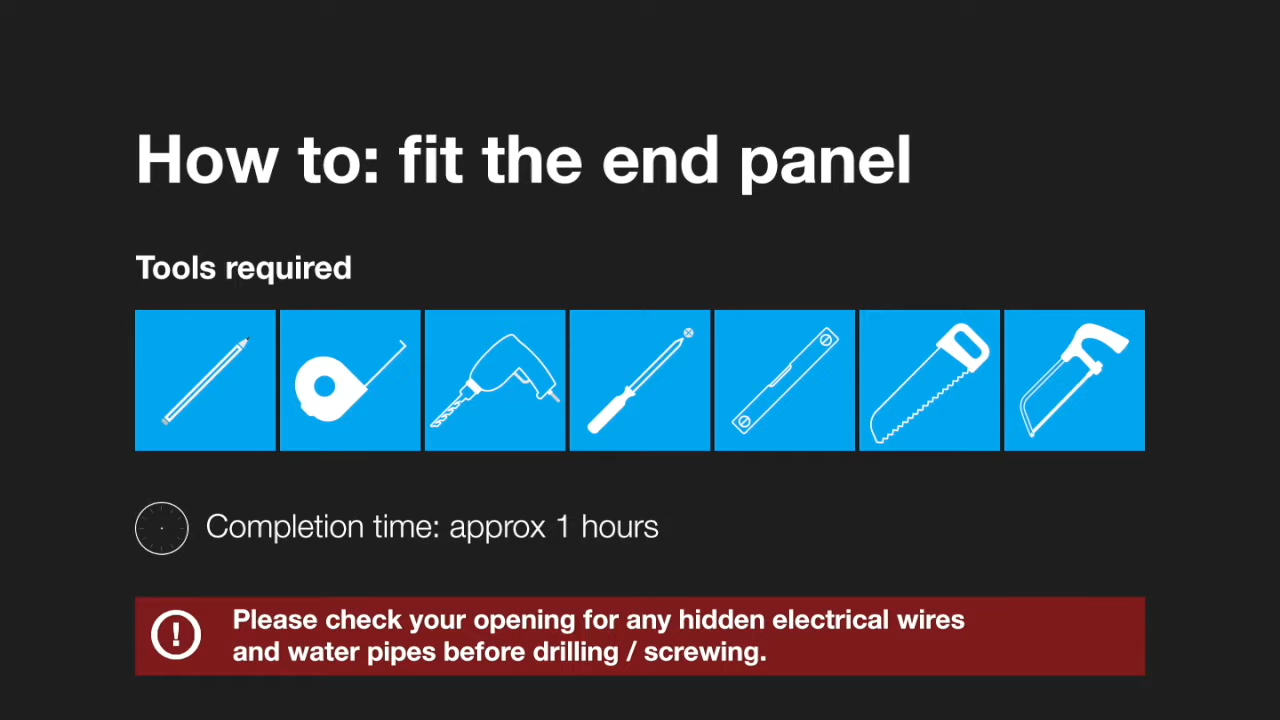 How to: fit the end panel
Tools required
Completion time: approx 1 hours
Please check your opening for any hidden electrical wires
and water pipes before drilling / screwing.